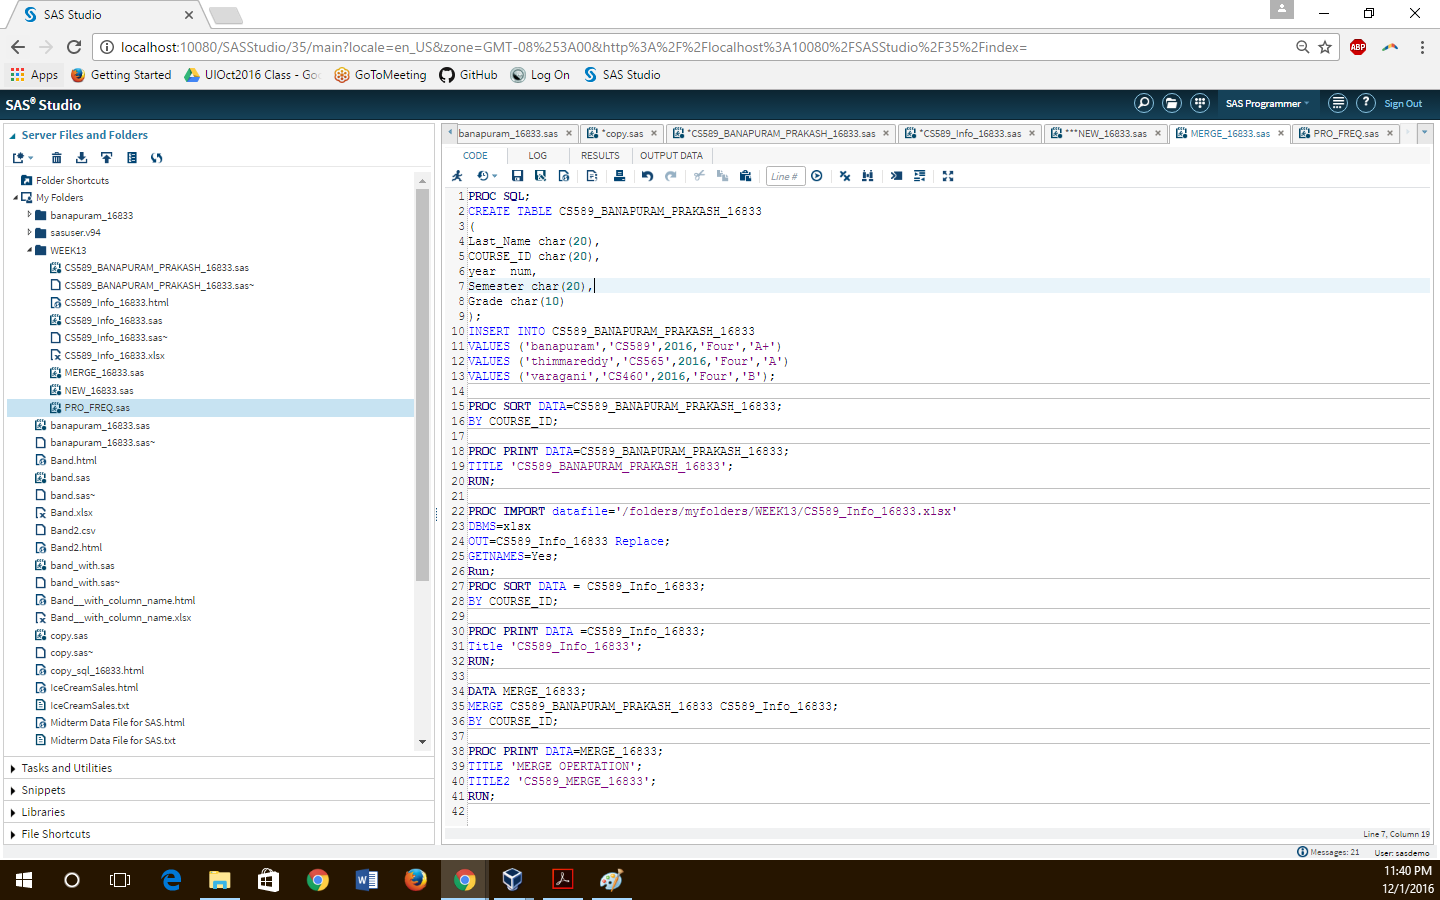 SAS Studio
localhost:10080/SASStudio/35/main?locale=en_US&zone=GMT-08%253A00&http%3A%2F%2Flocalhost%3A10080%2FSASStudio%2F35%2Findex=
ABP
Apps Getting Started UIOct2016 Class - Go GoToMeeting GitHub Log On SAS Studio
SAS® Studio SAS Programmer Sign Out
Server Files and Folders
Folder Shortcuts
My Folders
banapuram_16833
sasuser.v94
WEEK13
CS589_BANAPURAM_PRAKASH_16833.sas
CS589_BANAPURAM_PRAKASH_16833.sas~
CS589_Info_16833.html
CS589_Info_16833.sas
CS589_Info_16833.sas~
CS589_Info_16833.xlsx
MERGE_16833.sas
NEW_16833.sas
PRO_FREQ.sas
banapuram_16833.sas
banapuram_16833.sas~
Band.html
band.sas
band.sas~
Band.xlsx
Band2.csv
Band2.html
band_with.sas
band_with.sas~
Band__with_column_name.html
Band__with_column_name.xlsx
copy.sas
copy.sas~
copy_sql_16833.html
IceCreamSales.html
IceCreamSales.txt
Midterm Data File for SAS.html
Midterm Data File for SAS.txt
Tasks and Utilities
Snippets
Libraries
File Shortcuts
banapuram_16833.sas *copy.sas *CS589_BANAPURAM_PRAKASH_16833.sas *CS589_Info_16833.sas ***NEW_16833.sas MERGE_16833.sas PRO_FREQ.sas
CODE LOG RESULTS OUTPUT DATA
Line #
1 PROC SQL;
2 CREATE TABLE CS589_BANAPURAM_PRAKASH_16833
3 (
4 Last_Name char(20),
5 COURSE_ID char(20),
6 year  num,
7 Semester char(20),
8 Grade char(10)
9 );
10 INSERT INTO CS589_BANAPURAM_PRAKASH_16833
11 VALUES ('banapuram','CS589',2016,'Four','A+')
12 VALUES ('thimmareddy','CS565',2016,'Four','A')
13 VALUES ('varagani','CS460',2016,'Four','B');
14
15 PROC SORT DATA=CS589_BANAPURAM_PRAKASH_16833;
16 BY COURSE_ID;
17
18 PROC PRINT DATA=CS589_BANAPURAM_PRAKASH_16833;
19 TITLE 'CS589_BANAPURAM_PRAKASH_16833';
20 RUN;
21
22 PROC IMPORT datafile='/folders/myfolders/WEEK13/CS589_Info_16833.xlsx'
23 DBMS=xlsx
24 OUT=CS589_Info_16833 Replace;
25 GETNAMES=Yes;
26 Run;
27 PROC SORT DATA = CS589_Info_16833;
28 BY COURSE_ID;
29
30 PROC PRINT DATA =CS589_Info_16833;
31 Title 'CS589_Info_16833';
32 RUN;
33
34 DATA MERGE_16833;
35 MERGE CS589_BANAPURAM_PRAKASH_16833 CS589_Info_16833;
36 BY COURSE_ID;
37
38 PROC PRINT DATA=MERGE_16833;
39 TITLE 'MERGE OPERTATION';
40 TITLE2 'CS589_MERGE_16833';
41 RUN;
42
Line 7, Column 19
Messages: 21 User: sasdemo
11:40 PM
12/1/2016